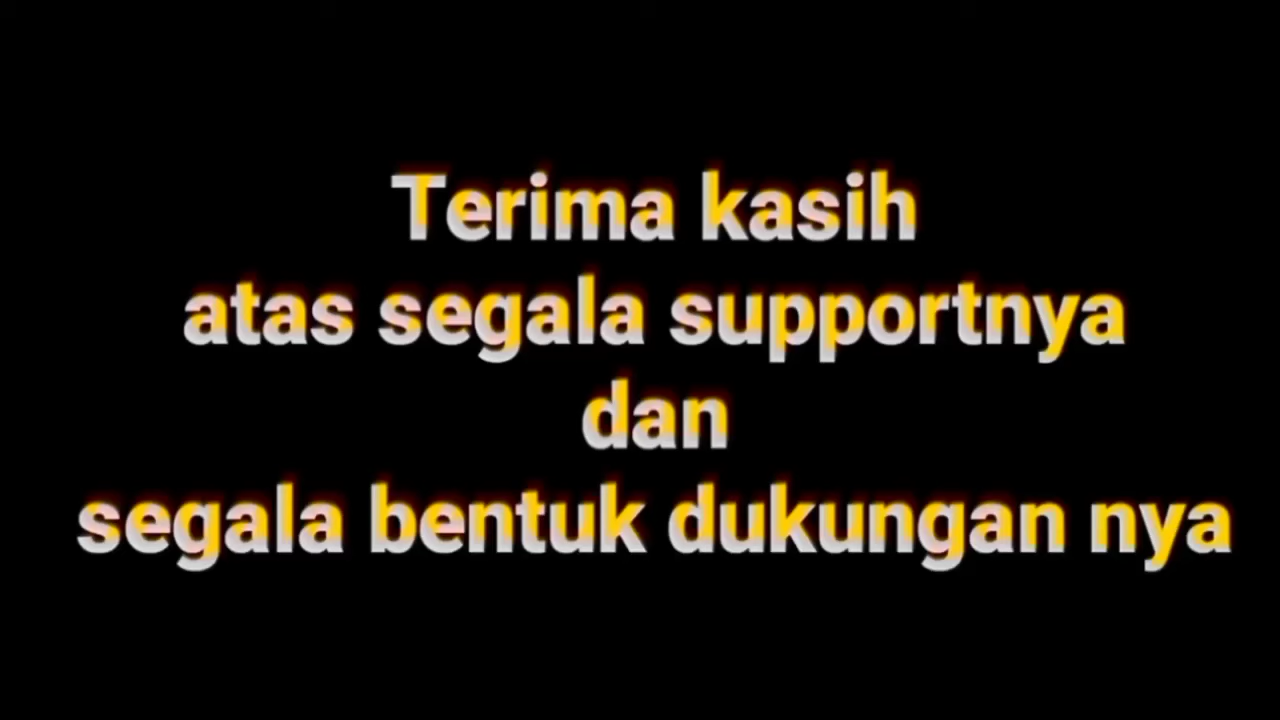 Terima kasih
atas segala supportnya
dan
segala bentuk dukungan nya